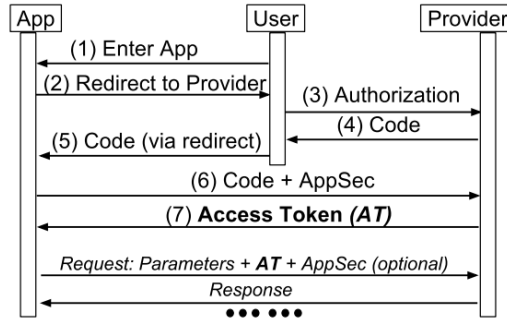 App User Provider
(1) Enter App
(2) Redirect to Provider
(3) Authorization
(4) Code
(5) Code (via redirect)
(6) Code + AppSec
(7) Access Token (AT)
Request: Parameters + AT + AppSec (optional)
Response